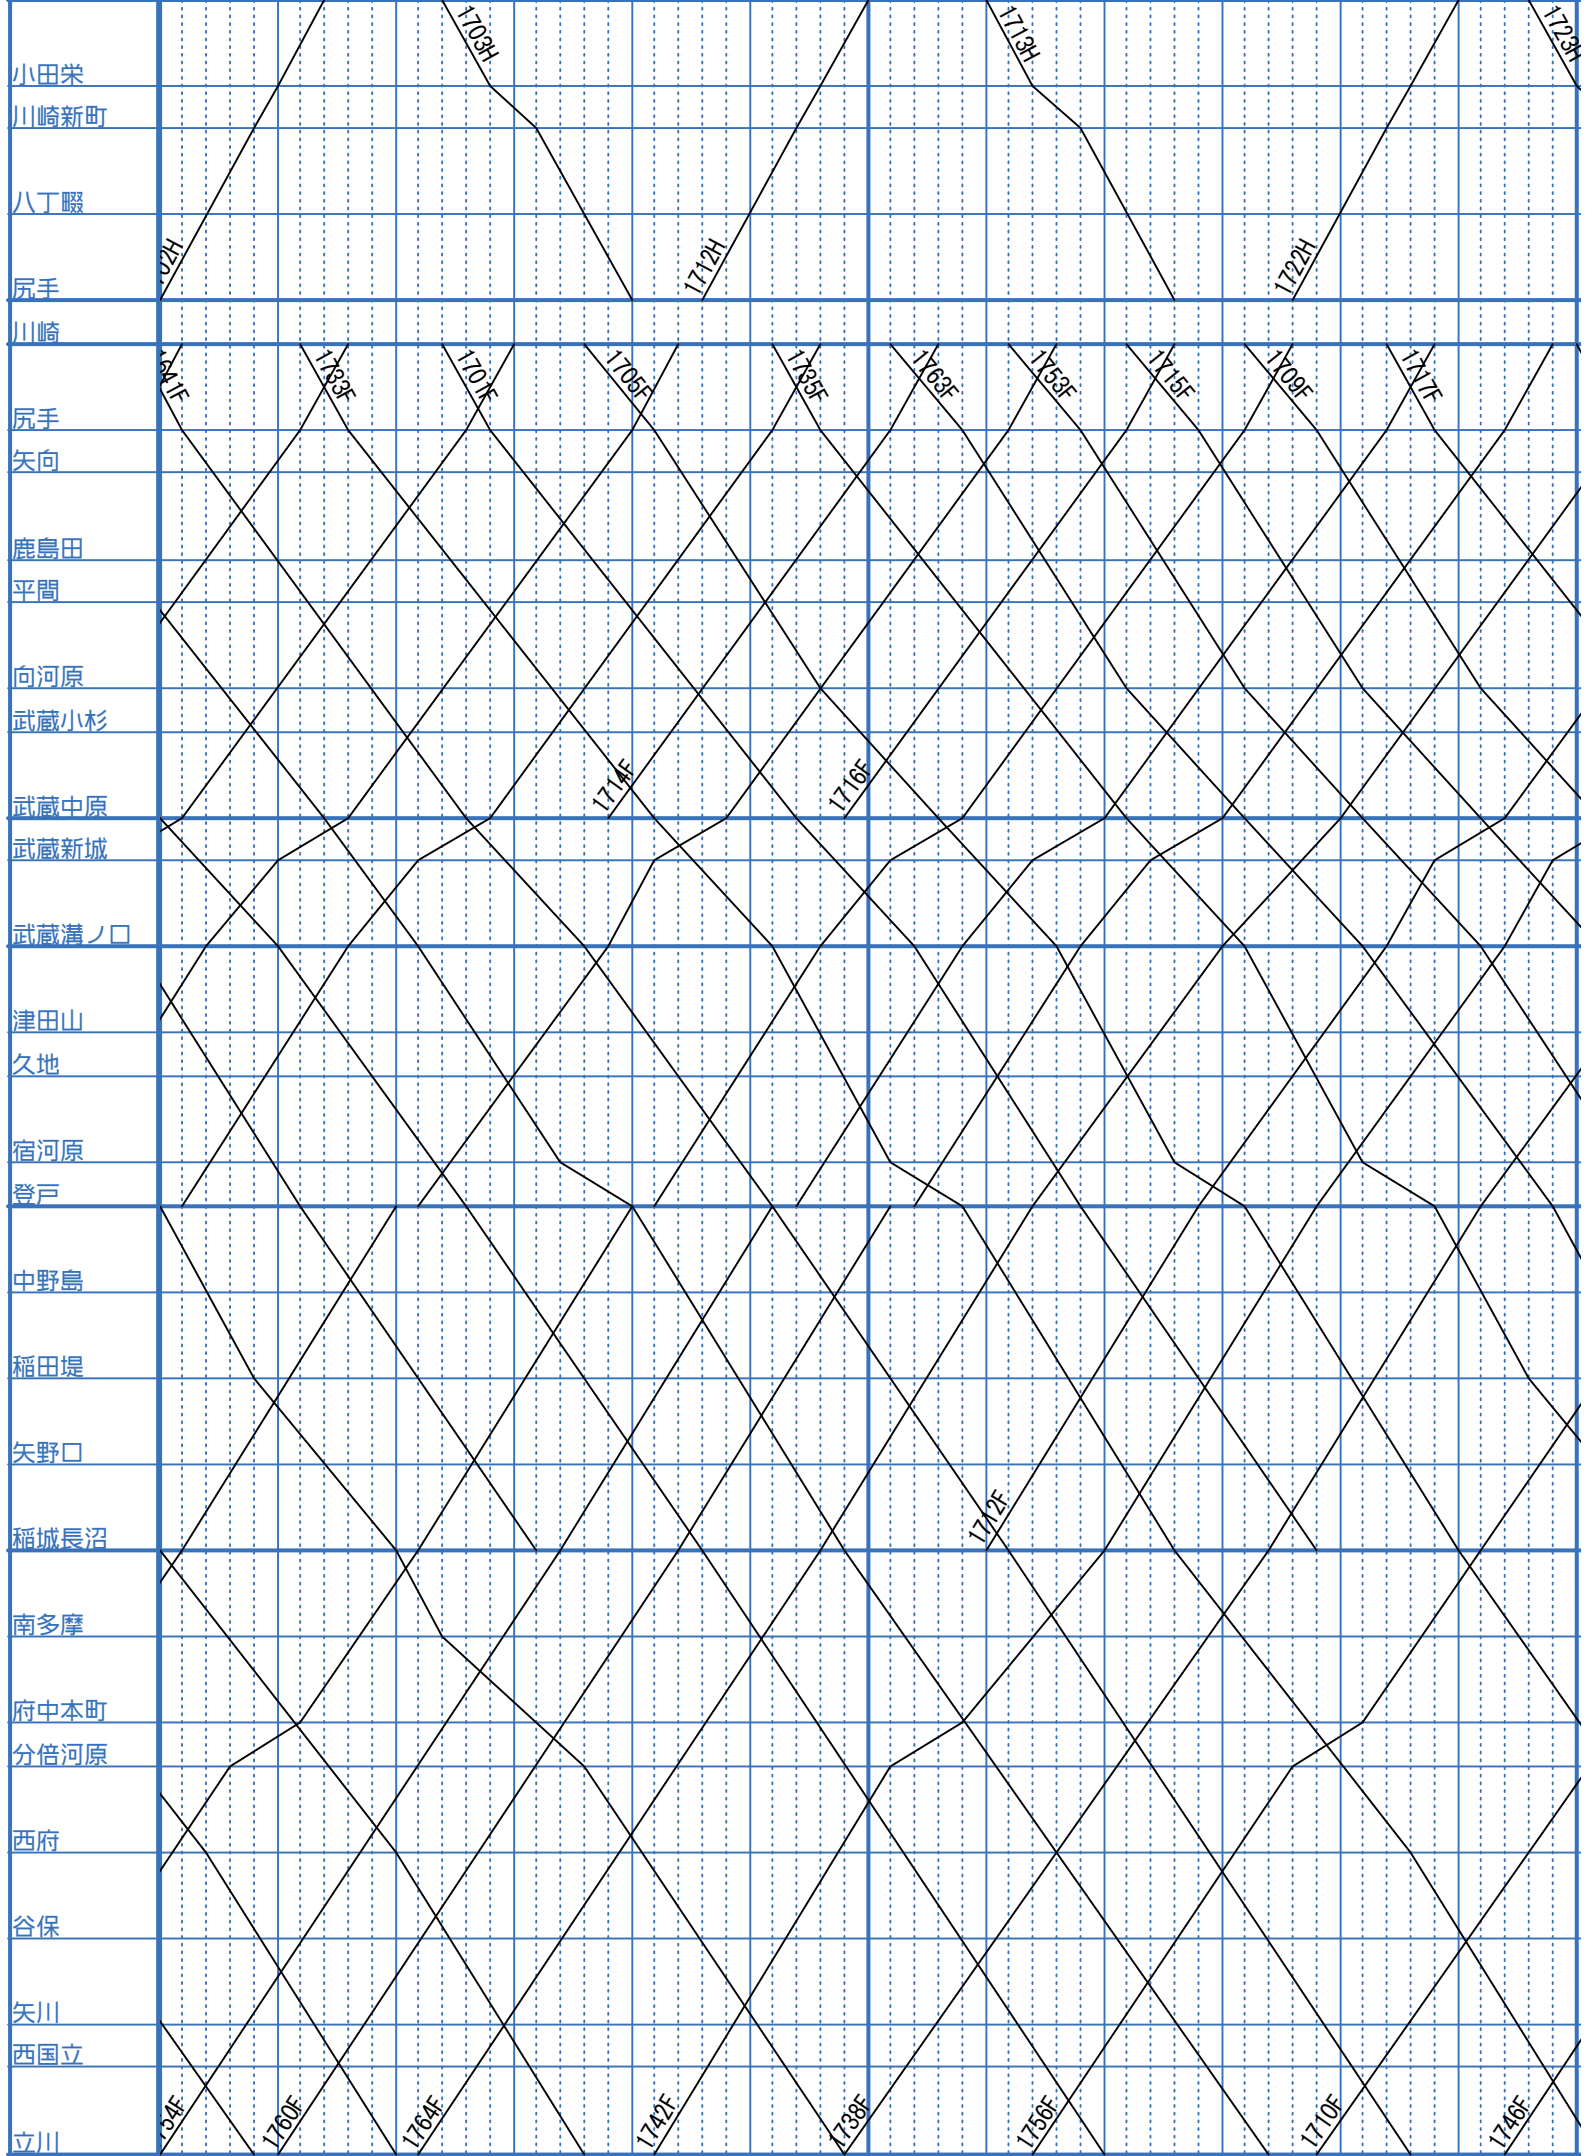 1703H
1713H
1723H
小田栄
川崎新町
八丁畷
1712H
1722H
尻手
川崎
1733F
1701F
1705F
1735F
1763F
1753F
1715F
1709F
1717F
尻手
矢向
鹿島田
平間
向河原
武蔵小杉
1714F
1716F
武蔵中原
武蔵新城
武蔵溝ノ口
津田山
久地
宿河原
登戸
中野島
稲田堤
矢野口
1712F
稲城長沼
南多摩
府中本町
分倍河原
西府
谷保
矢川
西国立
54F
1760F
1764F
1742F
1738F
1756F
1710F
1746F
立川